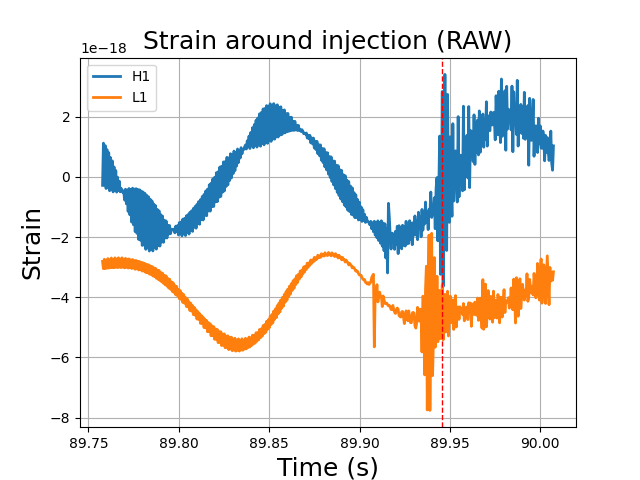 Strain around injection (RAW)
1e−18
H1
L1
2
0
−2
−4
−6
−8
Strain
89.75 89.80 89.85 89.90 89.95 90.00
Time (s)